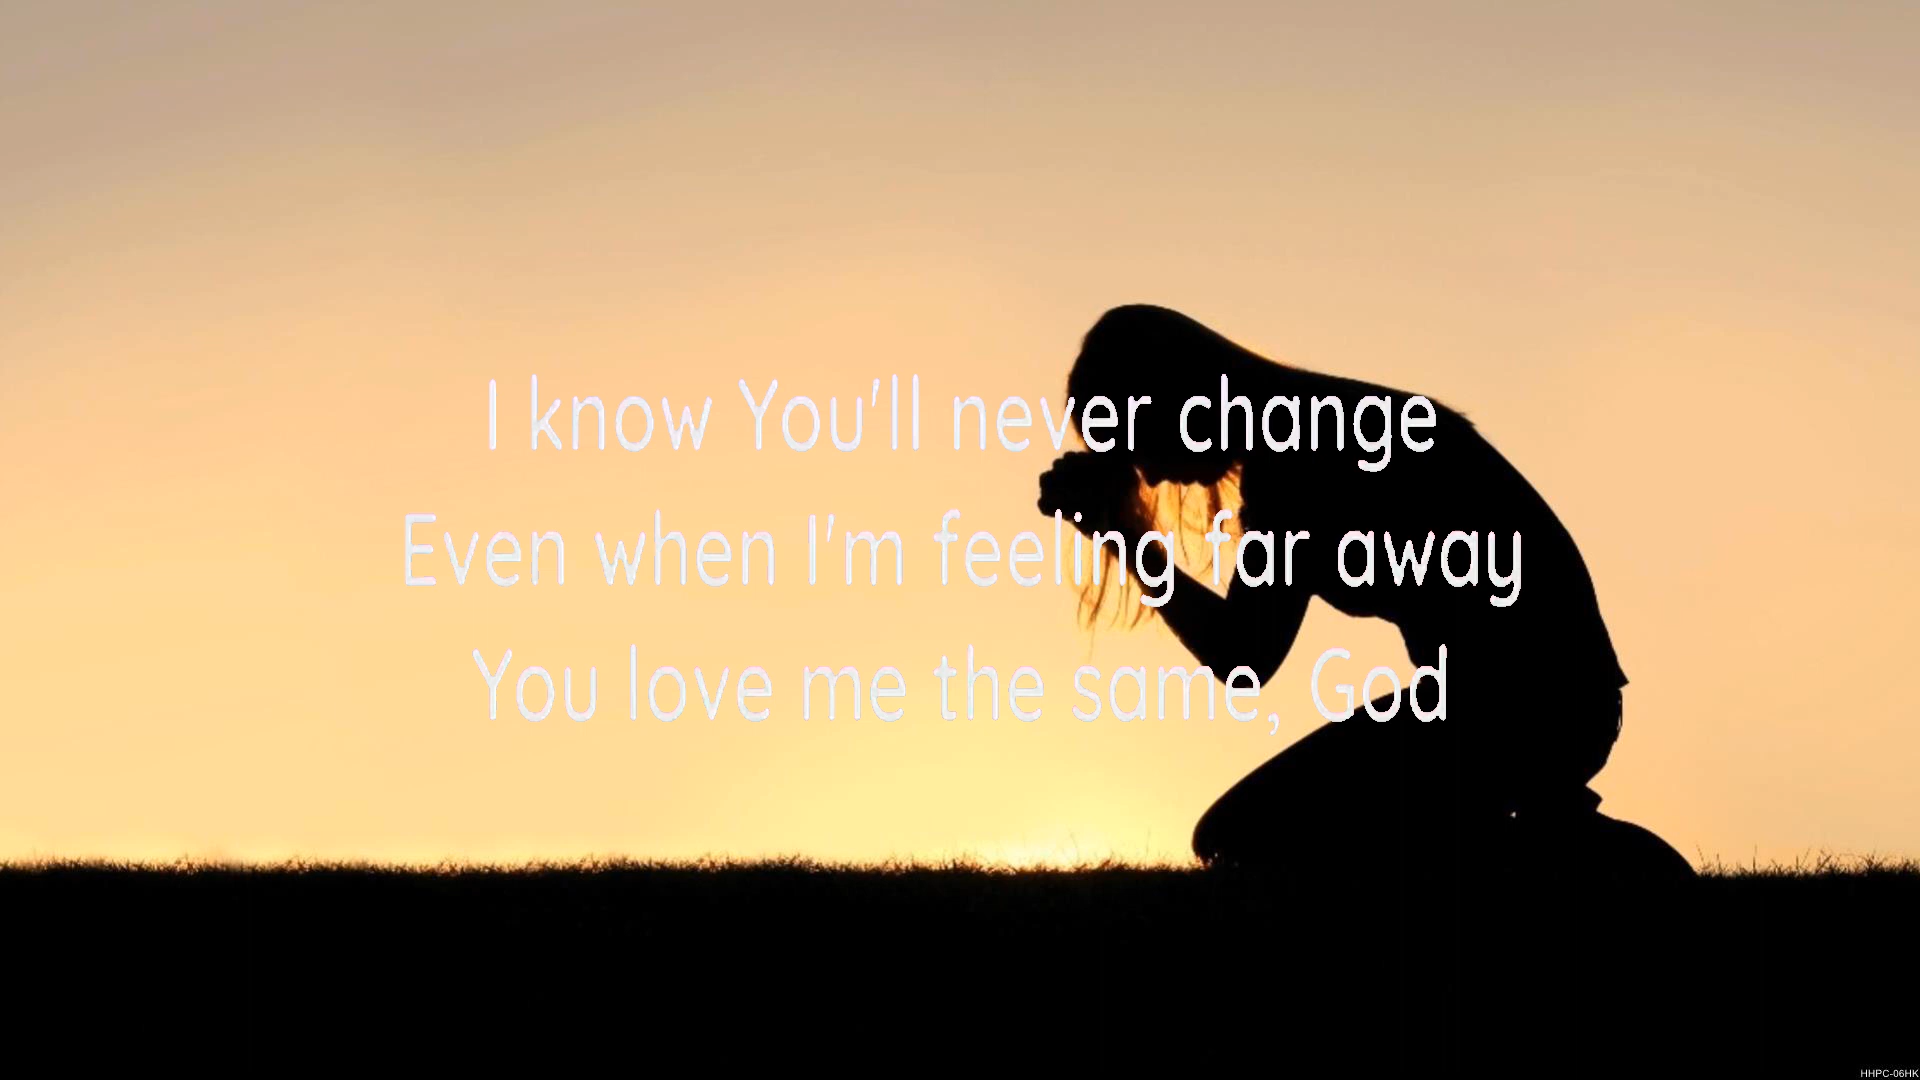 I know You'll never change
Even when I'm feeling far away
You love me the same, God
HHPC-06HK